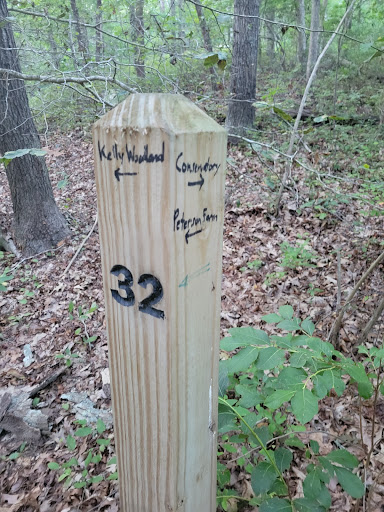 Kelly Woodland
←
Conservatory
→
Peterson Farm
←
32